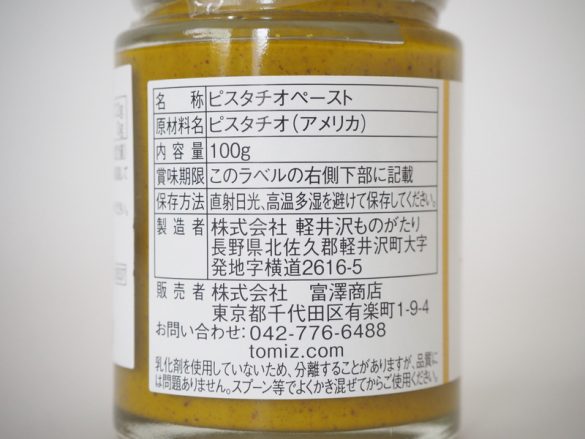 名称 ピスタチオペースト
原材料名 ピスタチオ(アメリカ)
内容量 100g
賞味期限 このラベルの右側下部に記載
保存方法 直射日光、高温多湿を避けて保存してください。
製造者 株式会社 軽井沢ものがたり
長野県北佐久郡軽井沢町大字
発地字横道2616-5
販売者 株式会社 富澤商店
東京都千代田区有楽町1-9-4
お問い合わせ:042-776-6488
tomiz.com
乳化剤を使用していないため、分離することがありますが、品質に
は問題ありません。スプーン等でよくかき混ぜてからご使用ください。